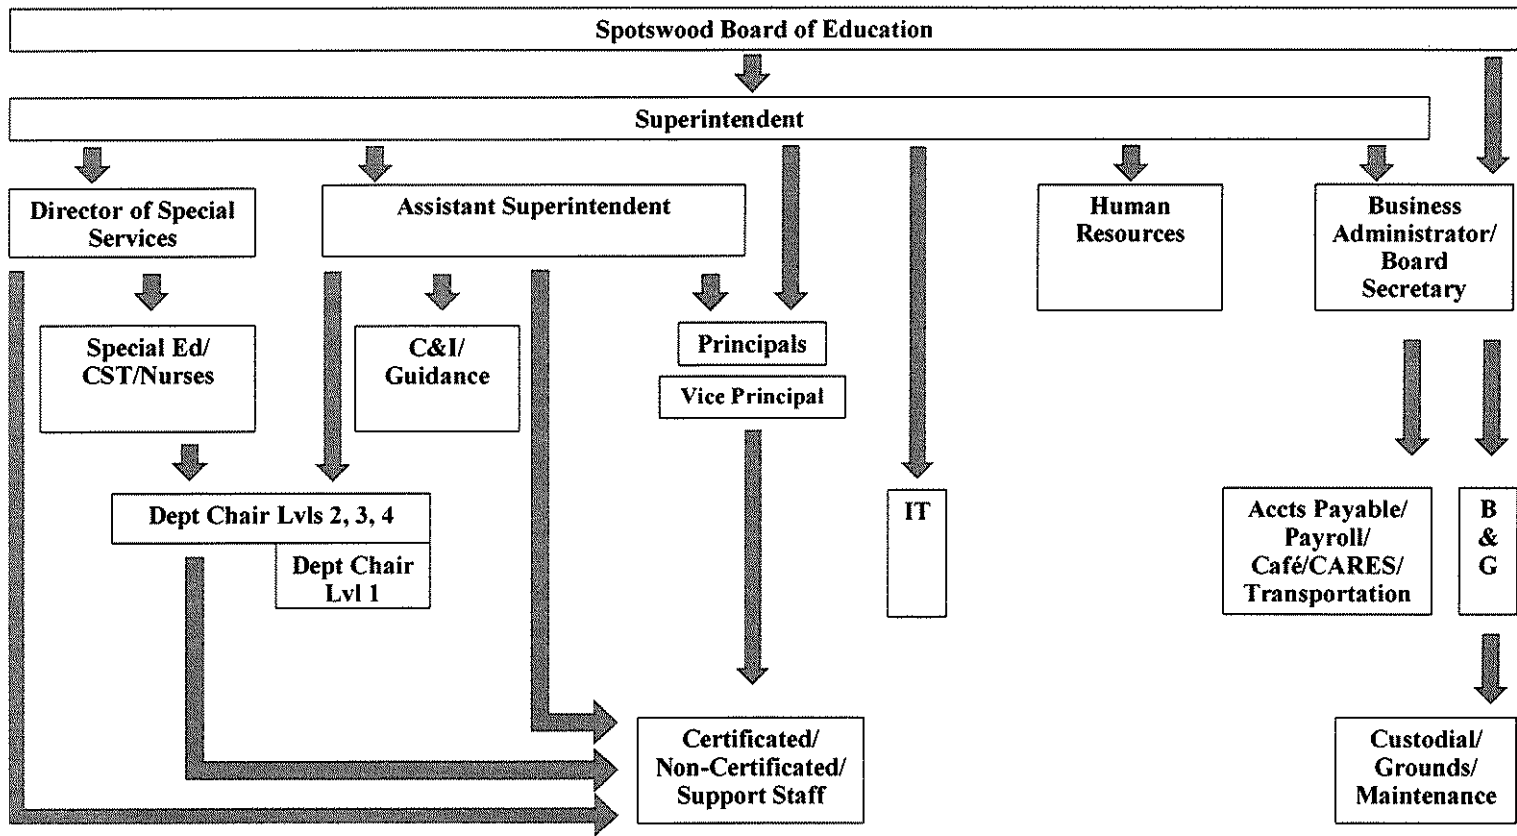 Spotswood Board of Education
Superintendent
Director of Special
Services
Assistant Superintendent
Human
Resources
Business
Administrator/
Board
Secretary
Special Ed/
CST/Nurses
C&I/
Guidance
Principals
Vice Principal
Dept Chair Lvls 2, 3, 4
Dept Chair
Lvl 1
IT
Accts Payable/
Payroll/
Café/CARES/
Transportation
B
&
G
Certificated/
Non-Certificated/
Support Staff
Custodial/
Grounds/
Maintenance